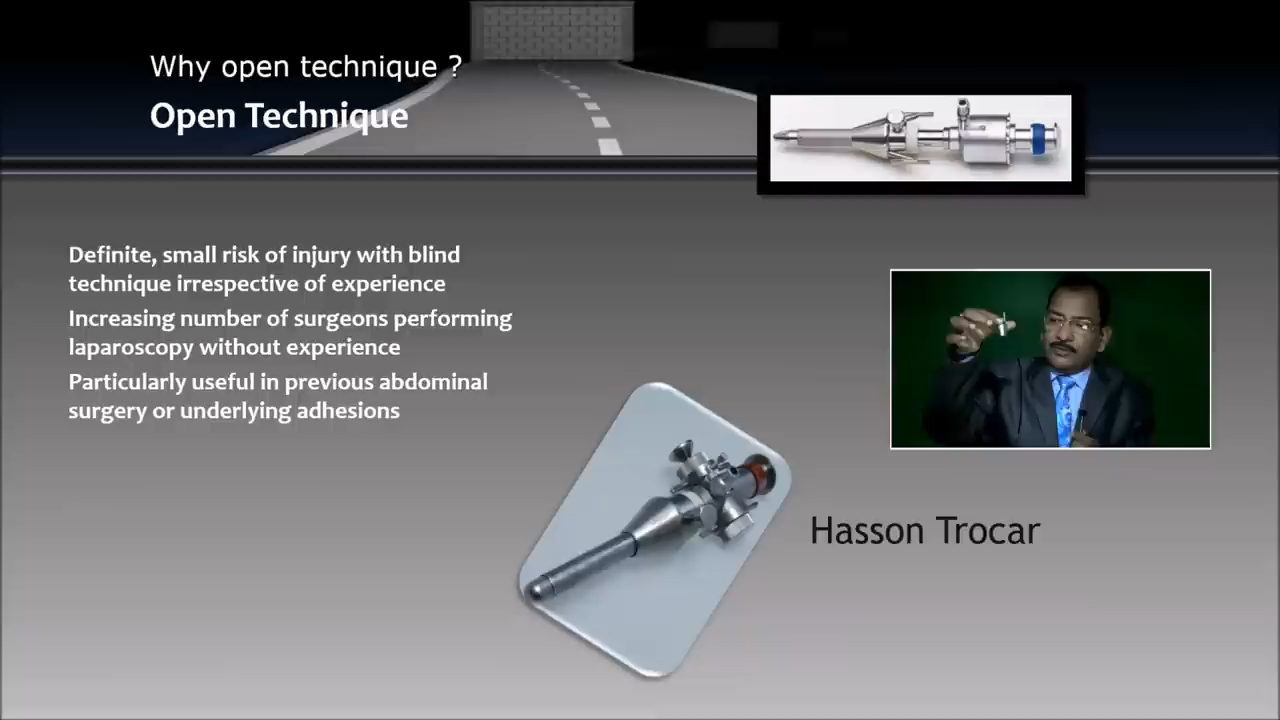 Why open technique ?
Open Technique
Definite, small risk of injury with blind
technique irrespective of experience
Increasing number of surgeons performing
laparoscopy without experience
Particularly useful in previous abdominal
surgery or underlying adhesions
Hasson Trocar